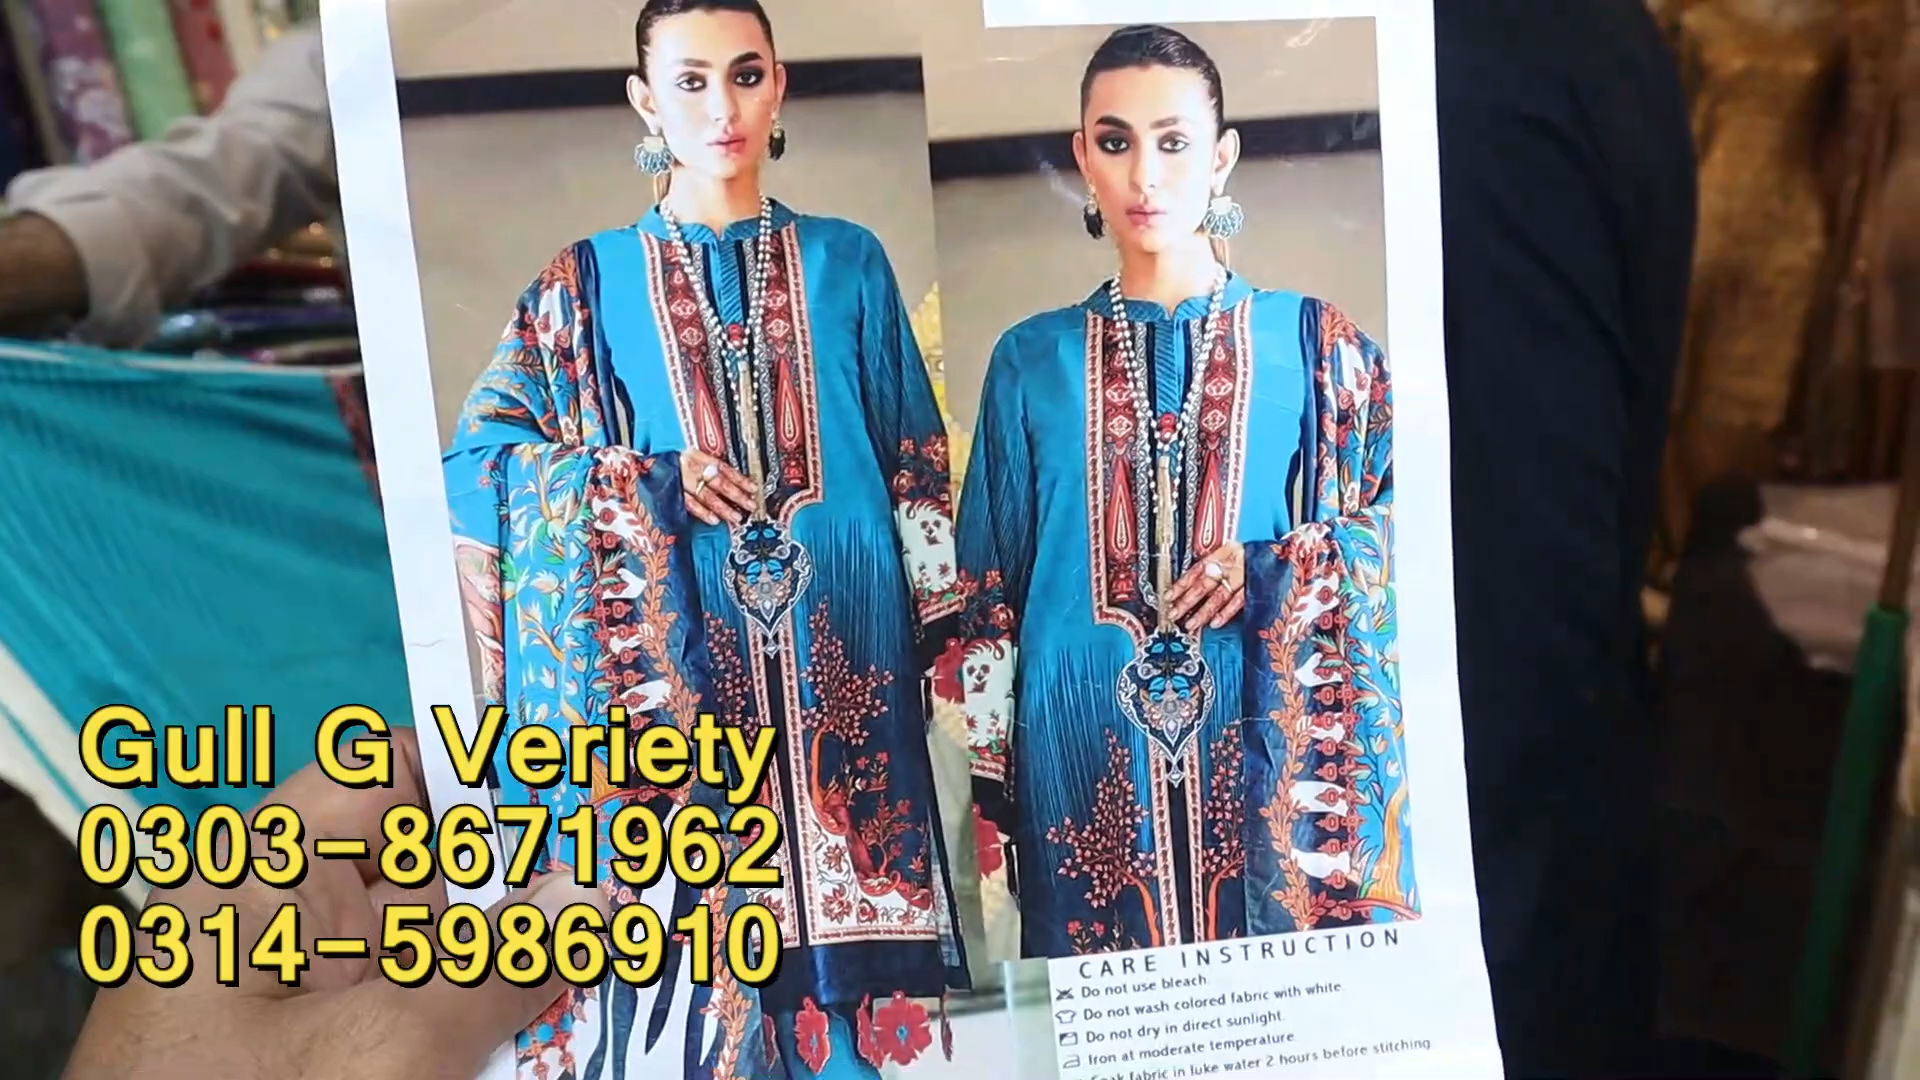 Gull G Veriety
0303-8671962
0314-5986910
CARE INSTRUCTION
Do not use bleach.
Do not wash colored fabric with white.
Do not dry in direct sunlight.
Iron at moderate temperature.
Soak fabric in luke water 2 hours before stitching.